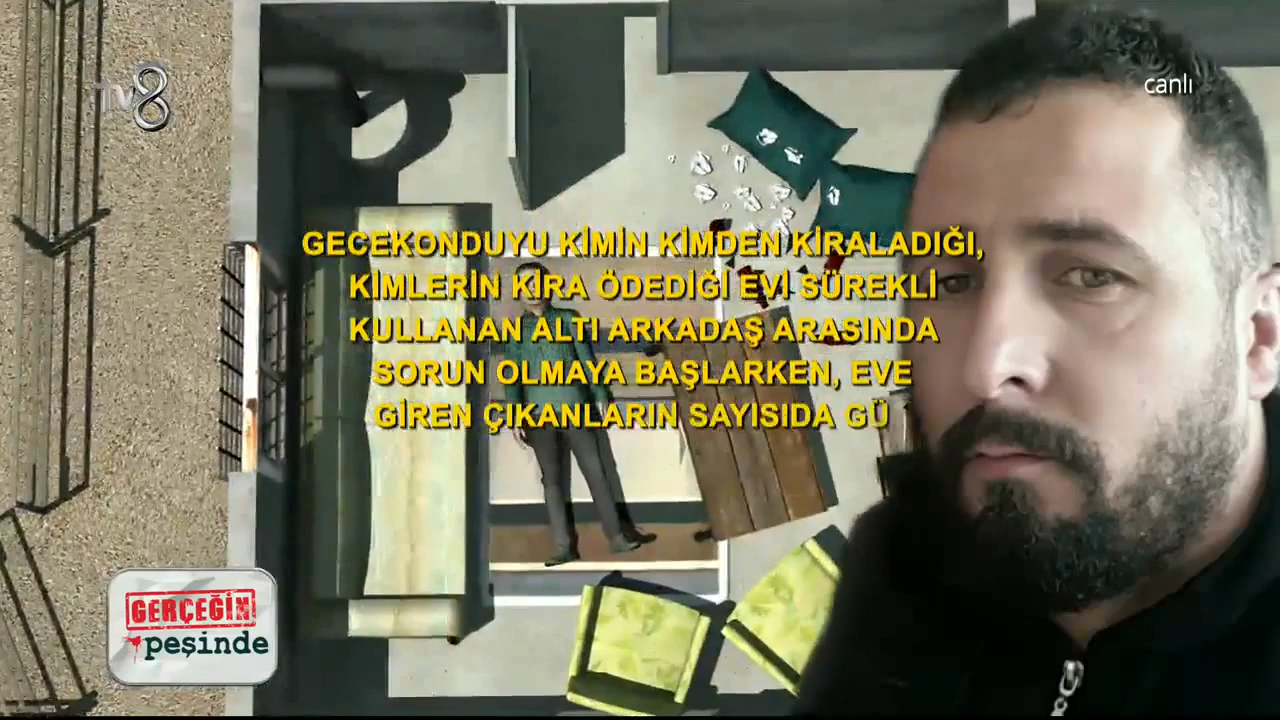 tv8
canlı
GECEKONDUYU KİMİN KİMDEN KİRALADIĞI,
KİMLERİN KİRA ÖDEDİĞİ EVİ SÜREKLİ
KULLANAN ALTI ARKADAŞ ARASINDA
SORUN OLMAYA BAŞLARKEN, EVE
GİREN ÇIKANLARIN SAYISIDA GÜ
GERÇEĞİN
peşinde